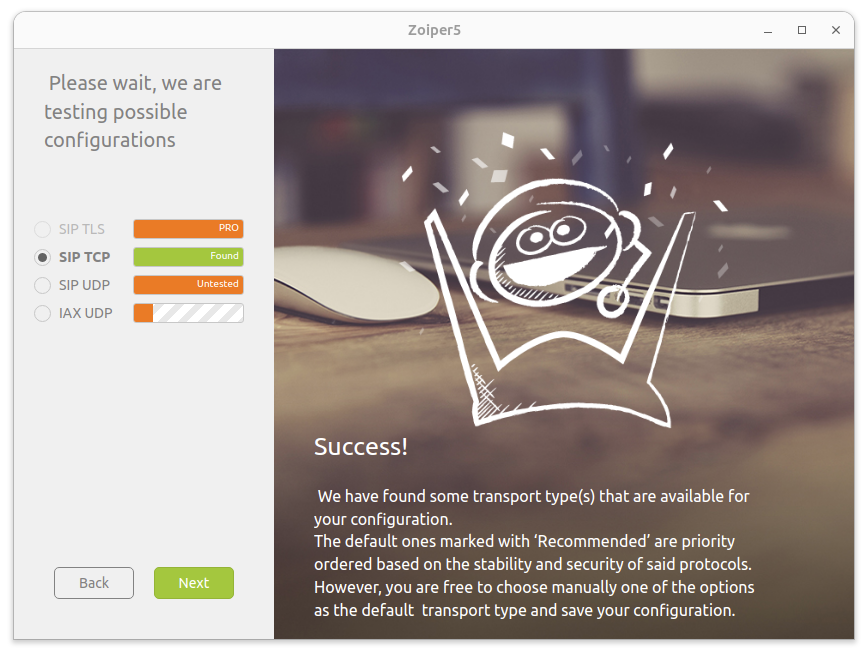 Zoiper5
Please wait, we are
testing possible
configurations
SIP TLS PRO
SIP TCP Found
SIP UDP Untested
IAX UDP
Back Next
Success!
We have found some transport type(s) that are available for
your configuration.
The default ones marked with ‘Recommended’ are priority
ordered based on the stability and security of said protocols.
However, you are free to choose manually one of the options
as the default transport type and save your configuration.